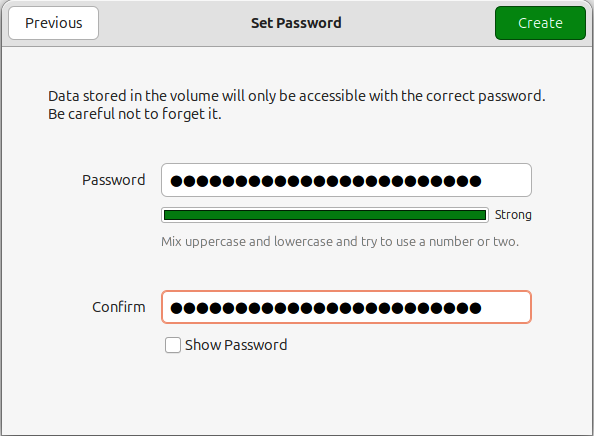 Previous
Set Password
Create
Data stored in the volume will only be accessible with the correct password.
Be careful not to forget it.
Password ●●●●●●●●●●●●●●●●●●●●●●●●
Strong
Mix uppercase and lowercase and try to use a number or two.
Confirm ●●●●●●●●●●●●●●●●●●●●●●●●
Show Password